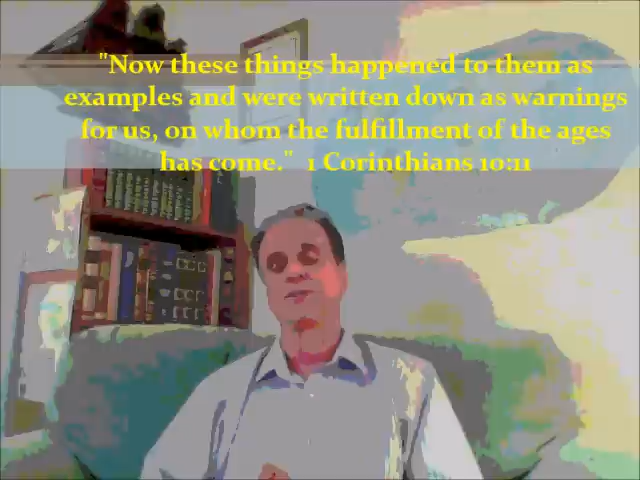 "Now these things happened to them as
examples and were written down as warnings
for us, on whom the fulfillment of the ages
has come."  1 Corinthians 10:11